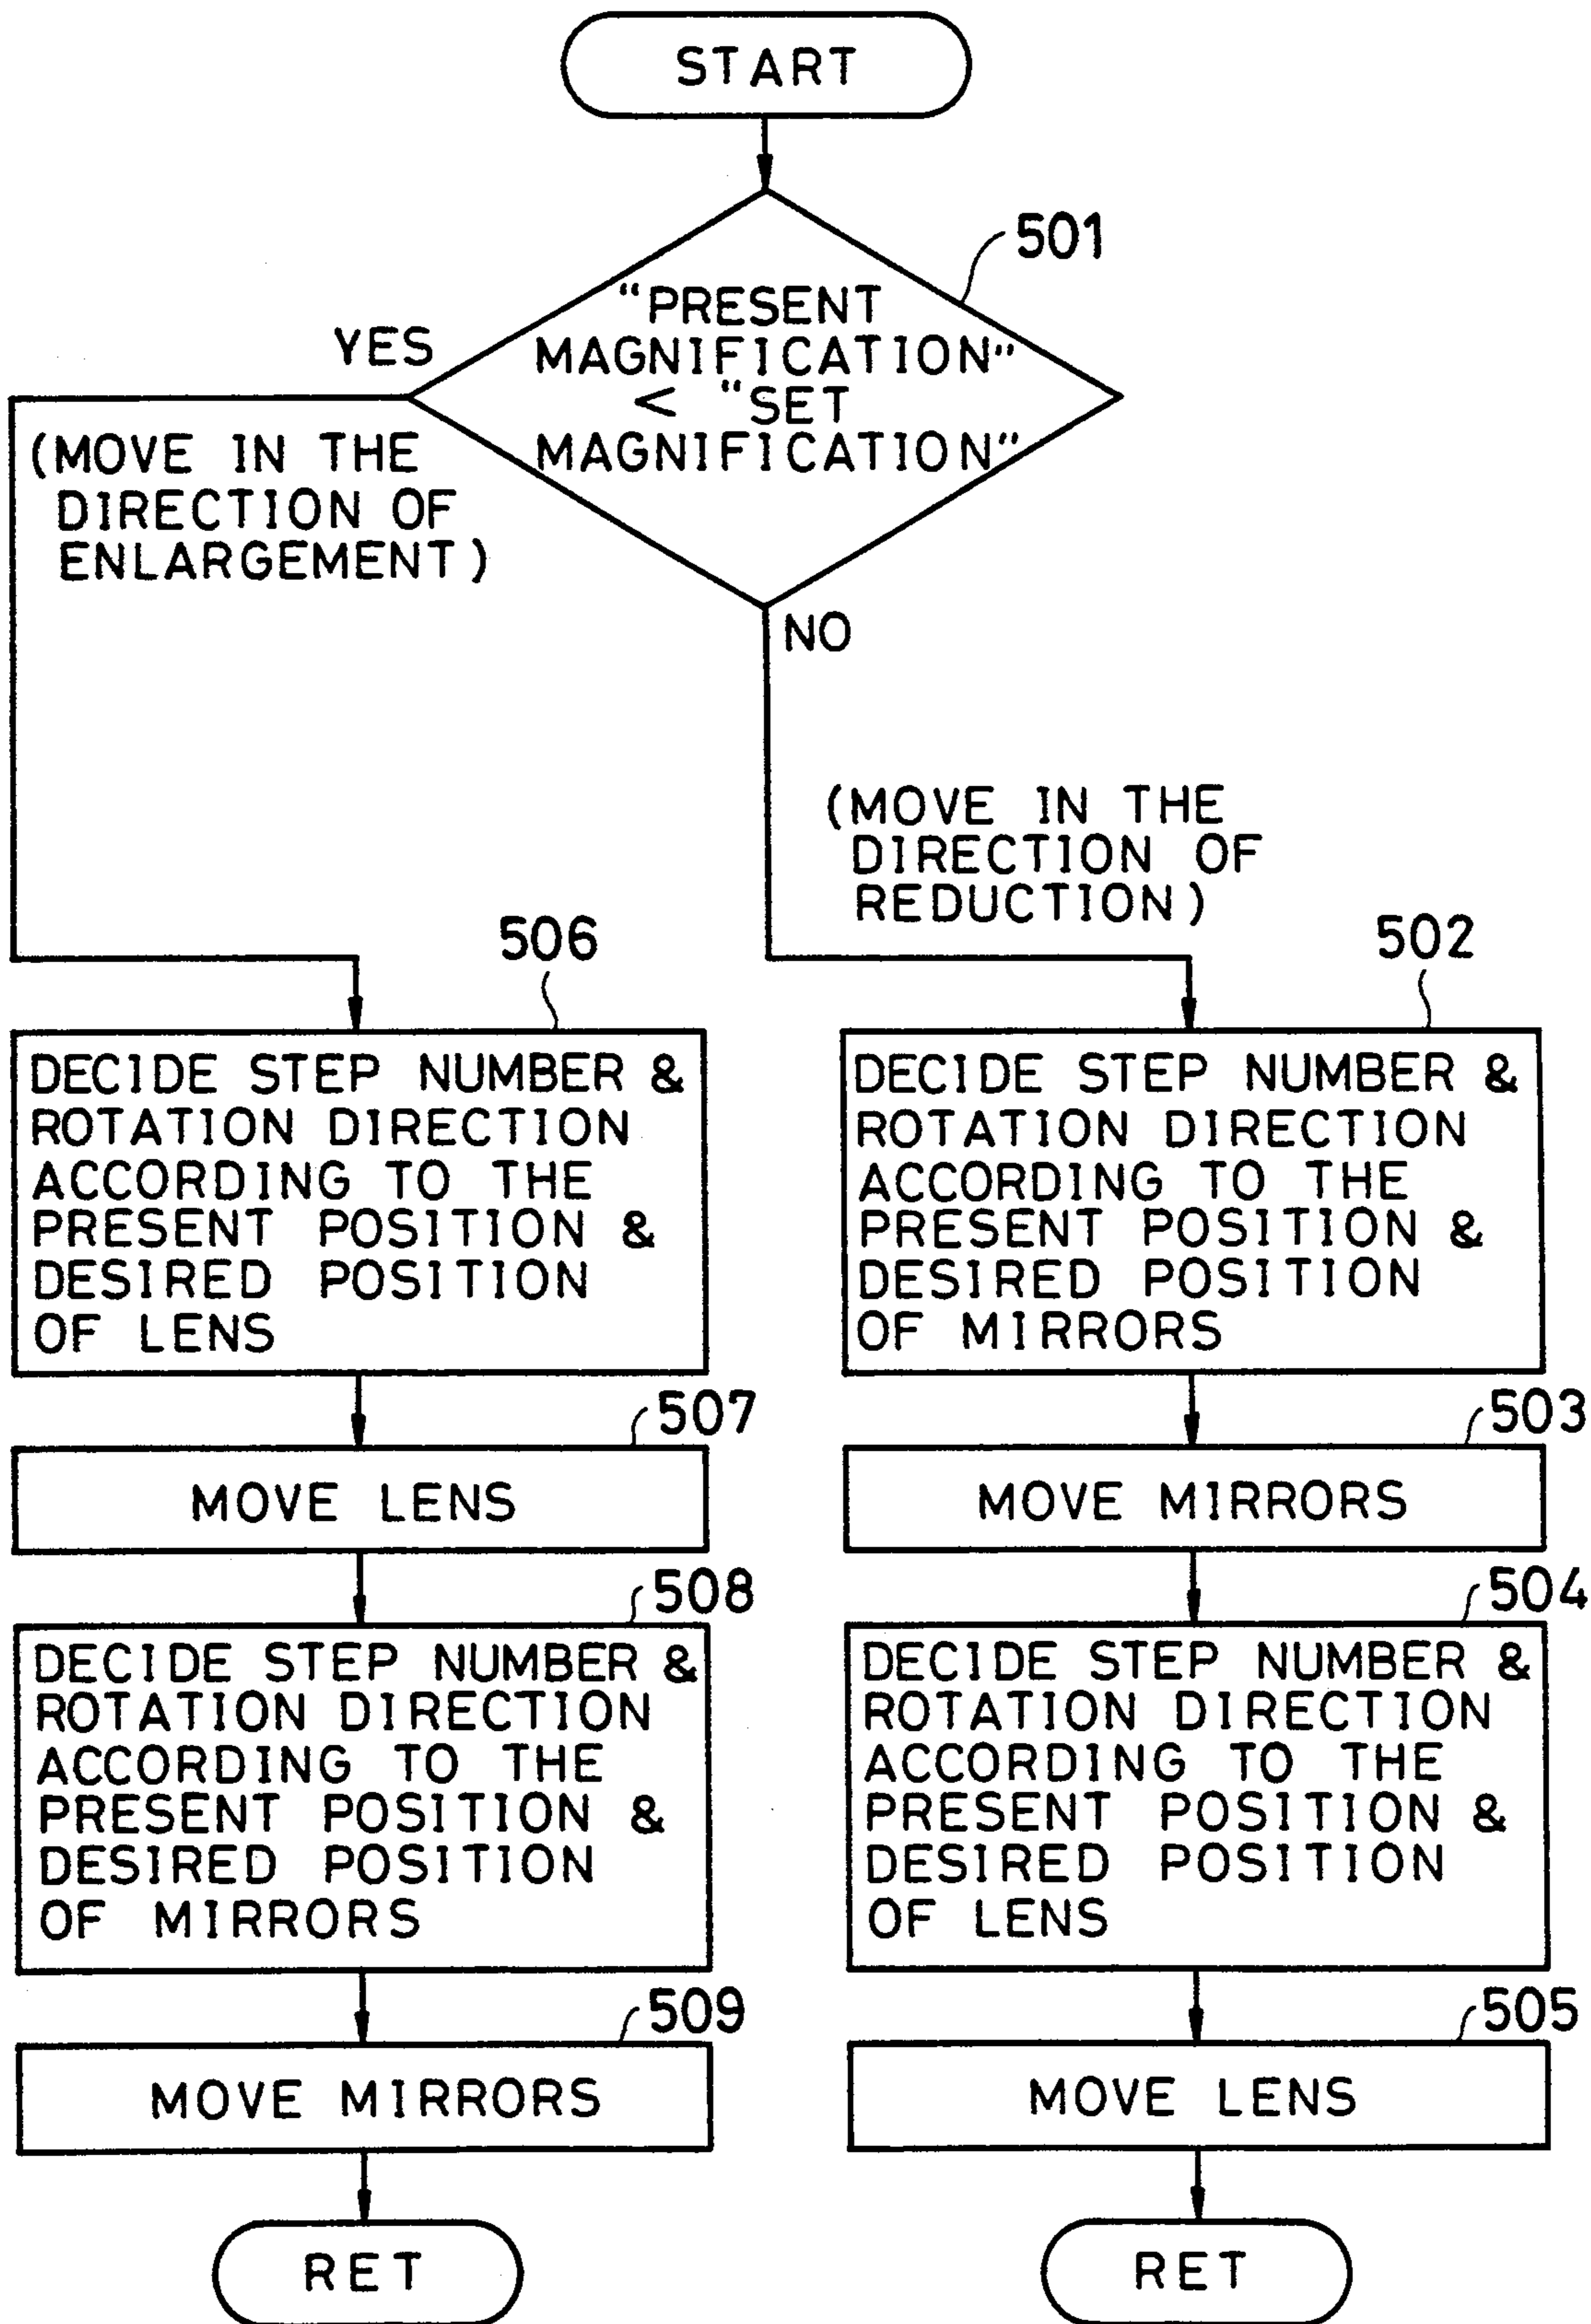 START
501
“PRESENT
MAGNIFICATION”
< “SET
MAGNIFICATION”
YES
(MOVE IN THE
DIRECTION OF
ENLARGEMENT)
NO
(MOVE IN THE
DIRECTION OF
REDUCTION)
506
DECIDE STEP NUMBER &
ROTATION DIRECTION
ACCORDING TO THE
PRESENT POSITION &
DESIRED POSITION
OF LENS
507
MOVE LENS
508
DECIDE STEP NUMBER &
ROTATION DIRECTION
ACCORDING TO THE
PRESENT POSITION &
DESIRED POSITION
OF MIRRORS
509
MOVE MIRRORS
RET
502
DECIDE STEP NUMBER &
ROTATION DIRECTION
ACCORDING TO THE
PRESENT POSITION &
DESIRED POSITION
OF MIRRORS
503
MOVE MIRRORS
504
DECIDE STEP NUMBER &
ROTATION DIRECTION
ACCORDING TO THE
PRESENT POSITION &
DESIRED POSITION
OF LENS
505
MOVE LENS
RET